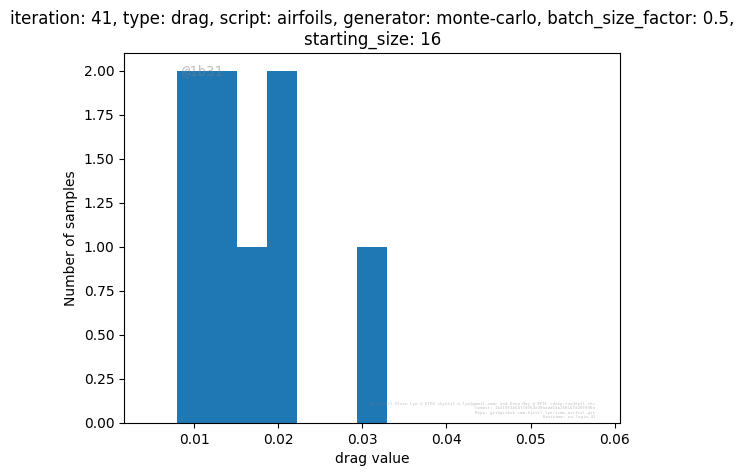 iteration: 41, type: drag, script: airfoils, generator: monte-carlo, batch_size_factor: 0.5,
starting_size: 16
@1b31
2.00
1.75
1.50
1.25
1.00
0.75
0.50
0.25
0.00
Number of samples
0.01 0.02 0.03 0.04 0.05 0.06
drag value